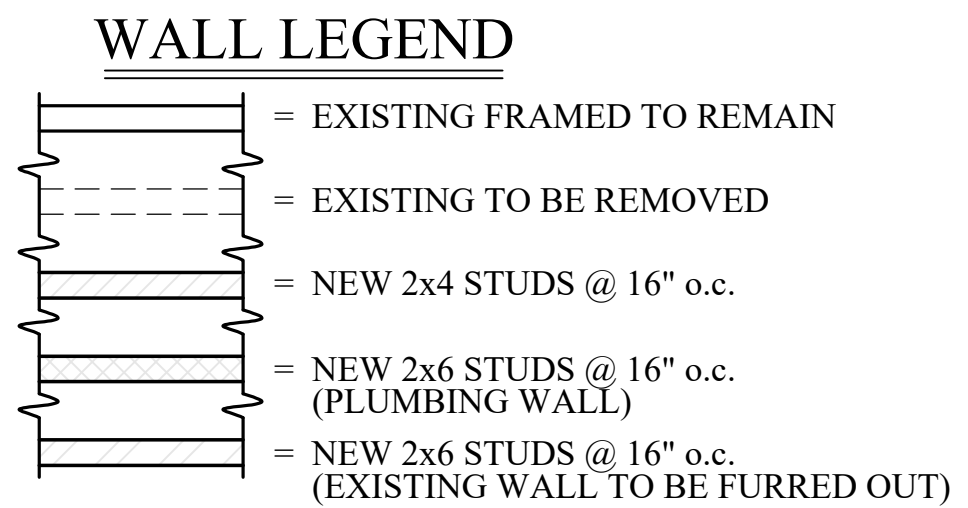 WALL LEGEND
= EXISTING FRAMED TO REMAIN
= EXISTING TO BE REMOVED
= NEW 2x4 STUDS @ 16" o.c.
= NEW 2x6 STUDS @ 16" o.c.
(PLUMBING WALL)
= NEW 2x6 STUDS @ 16" o.c.
(EXISTING WALL TO BE FURRED OUT)